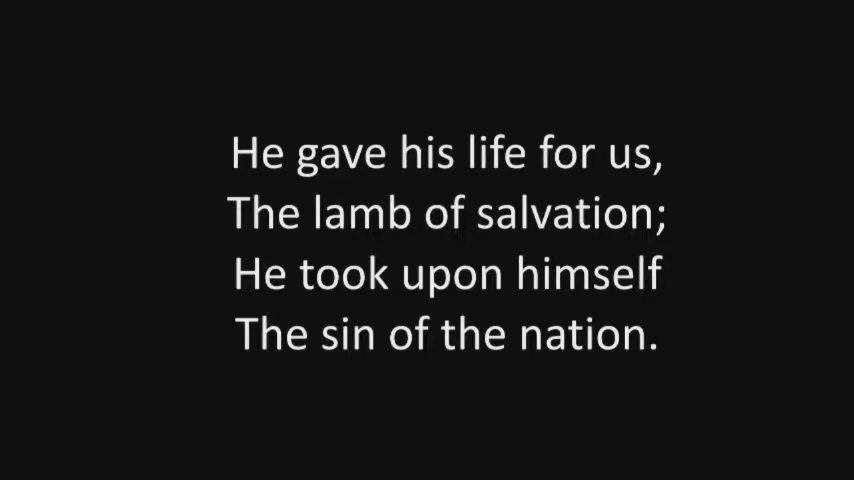 He gave his life for us,
The lamb of salvation;
He took upon himself
The sin of the nation.